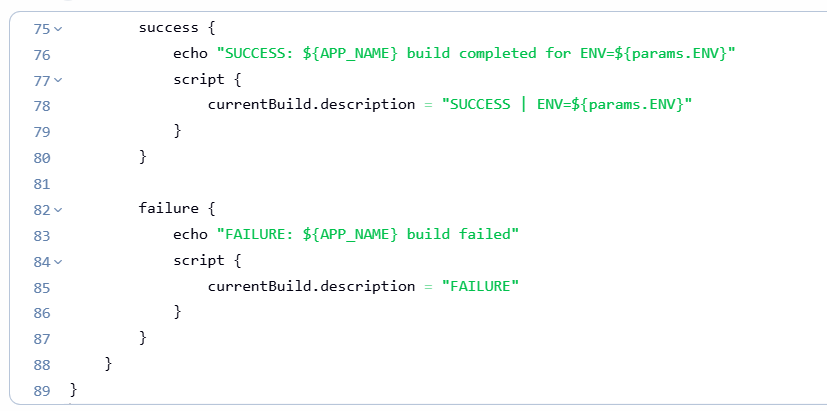 75        success {
76            echo "SUCCESS: ${APP_NAME} build completed for ENV=${params.ENV}"
77            script {
78                currentBuild.description = "SUCCESS | ENV=${params.ENV}"
79            }
80        }
81
82        failure {
83            echo "FAILURE: ${APP_NAME} build failed"
84            script {
85                currentBuild.description = "FAILURE"
86            }
87        }
88    }
89 }